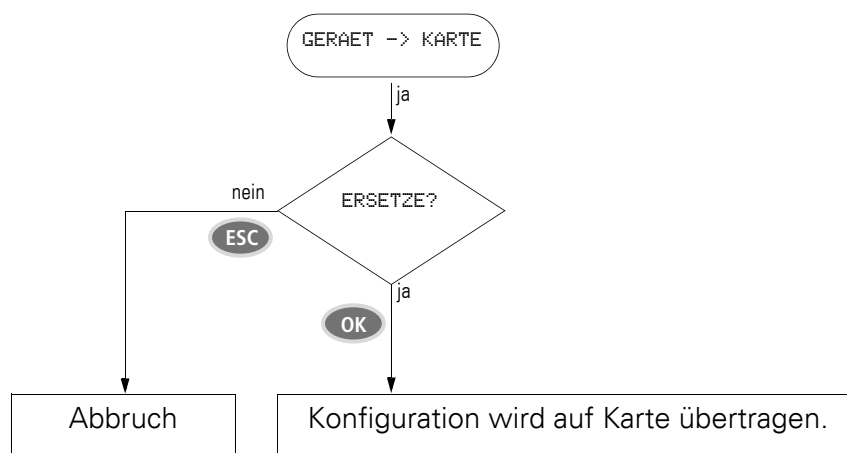 GERAET -> KARTE
ja
nein
ERSETZE?
ESC
ja
OK
Abbruch
Konfiguration wird auf Karte übertragen.